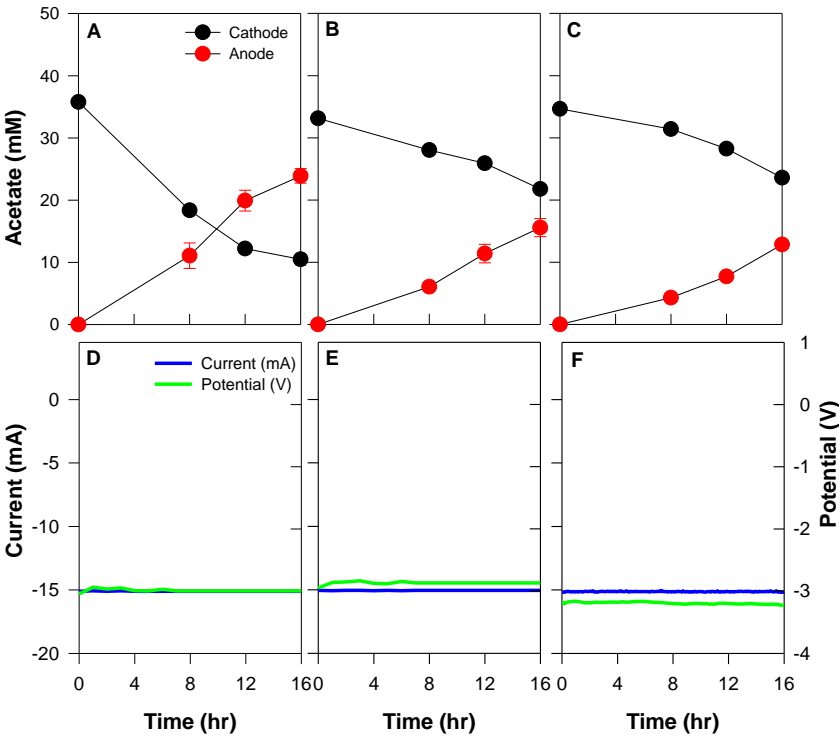 50
40
30
20
10
0
Acetate (mM)
A
Cathode
Anode
B
C
0
-5
-10
-15
-20
Current (mA)
D
Current (mA)
Potential (V)
E
F
1
0
-1
-2
-3
-4
Potential (V)
0 4 8 12 16
0 4 8 12 16
0 4 8 12 16
Time (hr)
Time (hr)
Time (hr)